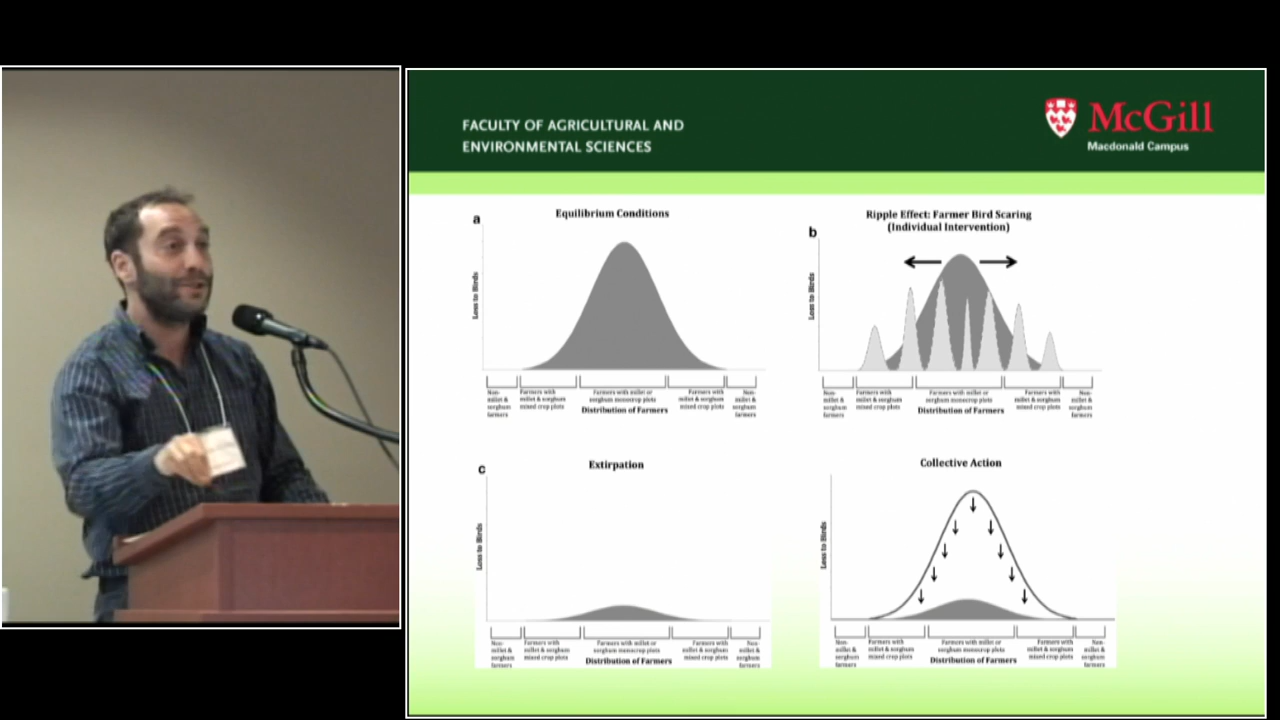 FACULTY OF AGRICULTURAL AND
ENVIRONMENTAL SCIENCES
McGill
Macdonald Campus
a
Equilibrium Conditions
Loss to Birds
Non-
millet &
sorghum
farmers
Farmers with
millet & sorghum
mixed crop plots
Farmers with millet or
sorghum monocrop plots
Farmers with
millet & sorghum
mixed crop plots
Non-
millet &
sorghum
farmers
Distribution of Farmers
b
Ripple Effect: Farmer Bird Scaring
(Individual Intervention)
Loss to Birds
Non-
millet &
sorghum
farmers
Farmers with
millet & sorghum
mixed crop plots
Farmers with millet or
sorghum monocrop plots
Farmers with
millet & sorghum
mixed crop plots
Non-
millet &
sorghum
farmers
Distribution of Farmers
c
Extirpation
Loss to Birds
Non-
millet &
sorghum
farmers
Farmers with
millet & sorghum
mixed crop plots
Farmers with millet or
sorghum monocrop plots
Farmers with
millet & sorghum
mixed crop plots
Non-
millet &
sorghum
farmers
Distribution of Farmers
Collective Action
Loss to Birds
Non-
millet &
sorghum
farmers
Farmers with
millet & sorghum
mixed crop plots
Farmers with millet or
sorghum monocrop plots
Farmers with
millet & sorghum
mixed crop plots
Non
millet &
sorghum
farmers
Distribution of Farmers